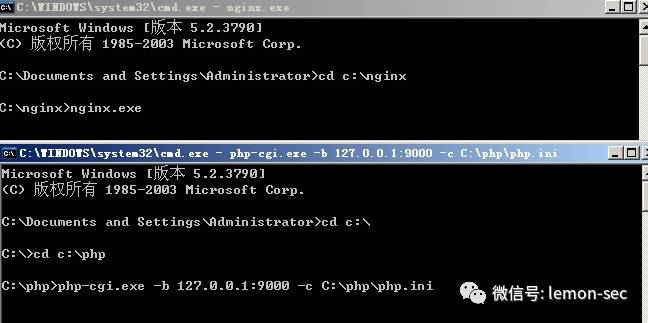 C:\WINDOWS\system32\cmd.exe - nginx.exe
Microsoft Windows [版本 5.2.3790]
(C) 版权所有 1985-2003 Microsoft Corp.
C:\Documents and Settings\Administrator>cd c:\nginx
C:\nginx>nginx.exe
C:\WINDOWS\system32\cmd.exe - php-cgi.exe -b 127.0.0.1:9000 -c C:\php\php.ini
Microsoft Windows [版本 5.2.3790]
(C) 版权所有 1985-2003 Microsoft Corp.
C:\Documents and Settings\Administrator>cd c:\
C:\>cd c:\php
C:\php>php-cgi.exe -b 127.0.0.1:9000 -c C:\php\php.ini
微信号: lemon-sec